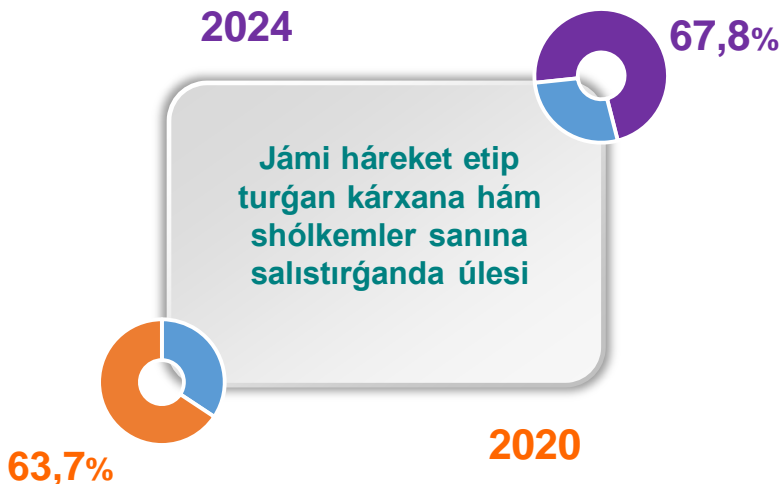 2024
67,8%
Jámi háreket etip
turǵan kárxana hám
shólkemler sanına
salıstırǵanda úlesi
2020
63,7%